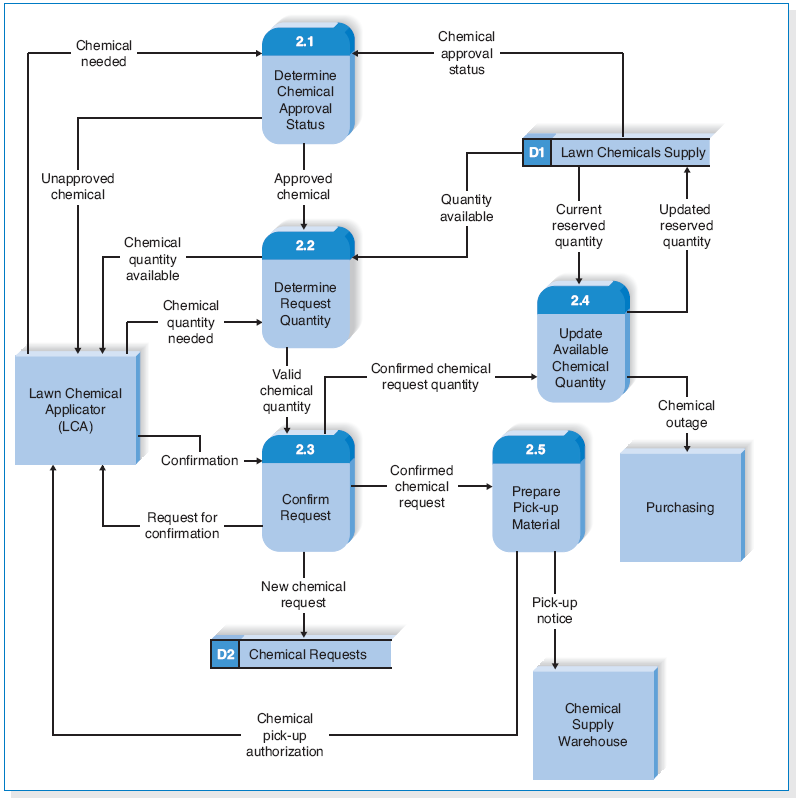 2.1
Determine
Chemical
Approval
Status
Chemical
needed
Chemical
approval
status
D1 Lawn Chemicals Supply
Unapproved
chemical
Approved
chemical
Quantity
available
Current
reserved
quantity
Updated
reserved
quantity
2.2
Determine
Request
Quantity
Chemical
quantity
available
Chemical
quantity
needed
2.4
Update
Available
Chemical
Quantity
Lawn Chemical
Applicator
(LCA)
Valid
chemical
quantity
Confirmed chemical
request quantity
Chemical
outage
Confirmation
2.3
Confirm
Request
Confirmed
chemical
request
2.5
Prepare
Pick-up
Material
Purchasing
Request for
confirmation
New chemical
request
Pick-up
notice
D2 Chemical Requests
Chemical
pick-up
authorization
Chemical
Supply
Warehouse